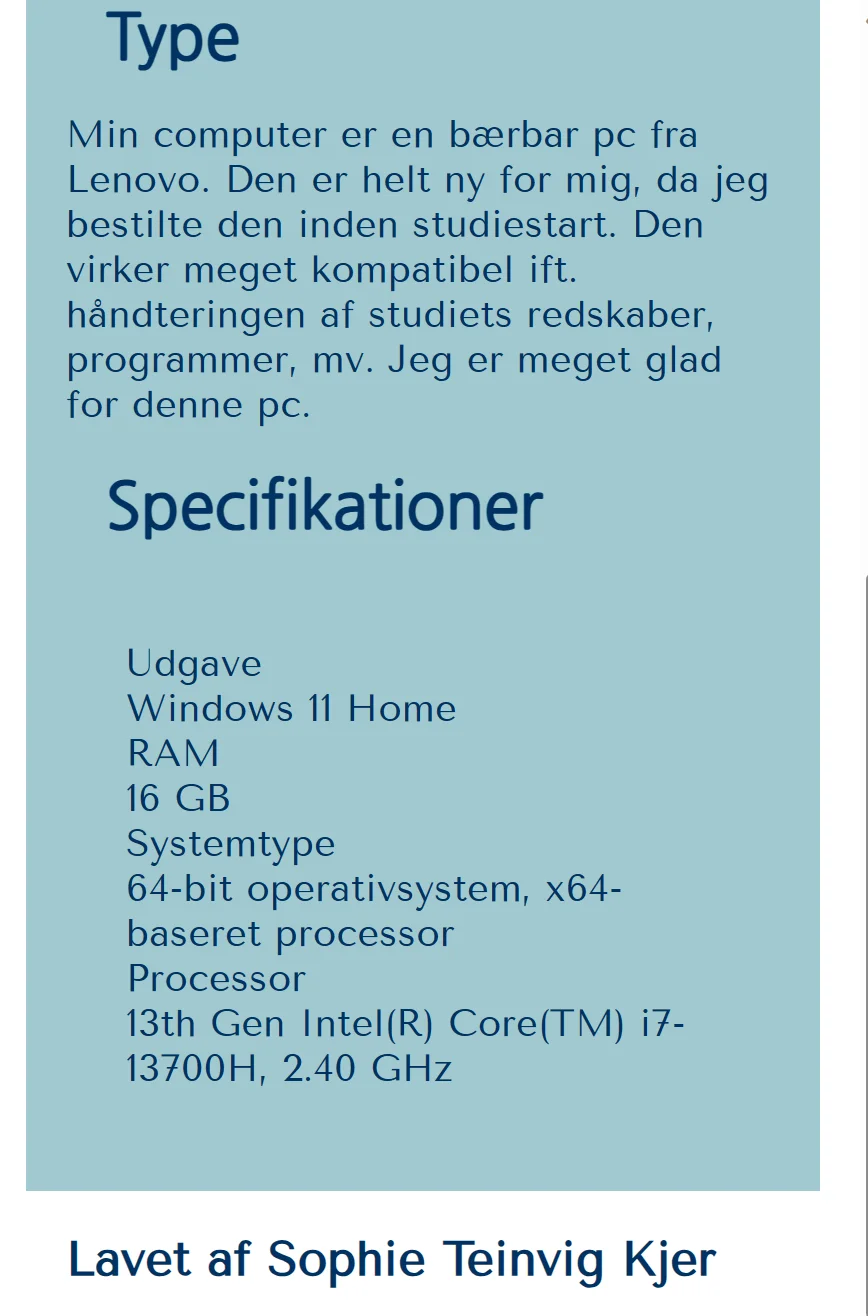 Type
Min computer er en bærbar pc fra
Lenovo. Den er helt ny for mig, da jeg
bestilte den inden studiestart. Den
virker meget kompatibel ift.
håndteringen af studiets redskaber,
programmer, mv. Jeg er meget glad
for denne pc.
Specifikationer
Udgave
Windows 11 Home
RAM
16 GB
Systemtype
64-bit operativsystem, x64-
baseret processor
Processor
13th Gen Intel(R) Core(TM) i7-
13700H, 2.40 GHz
Lavet af Sophie Teinvig Kjer